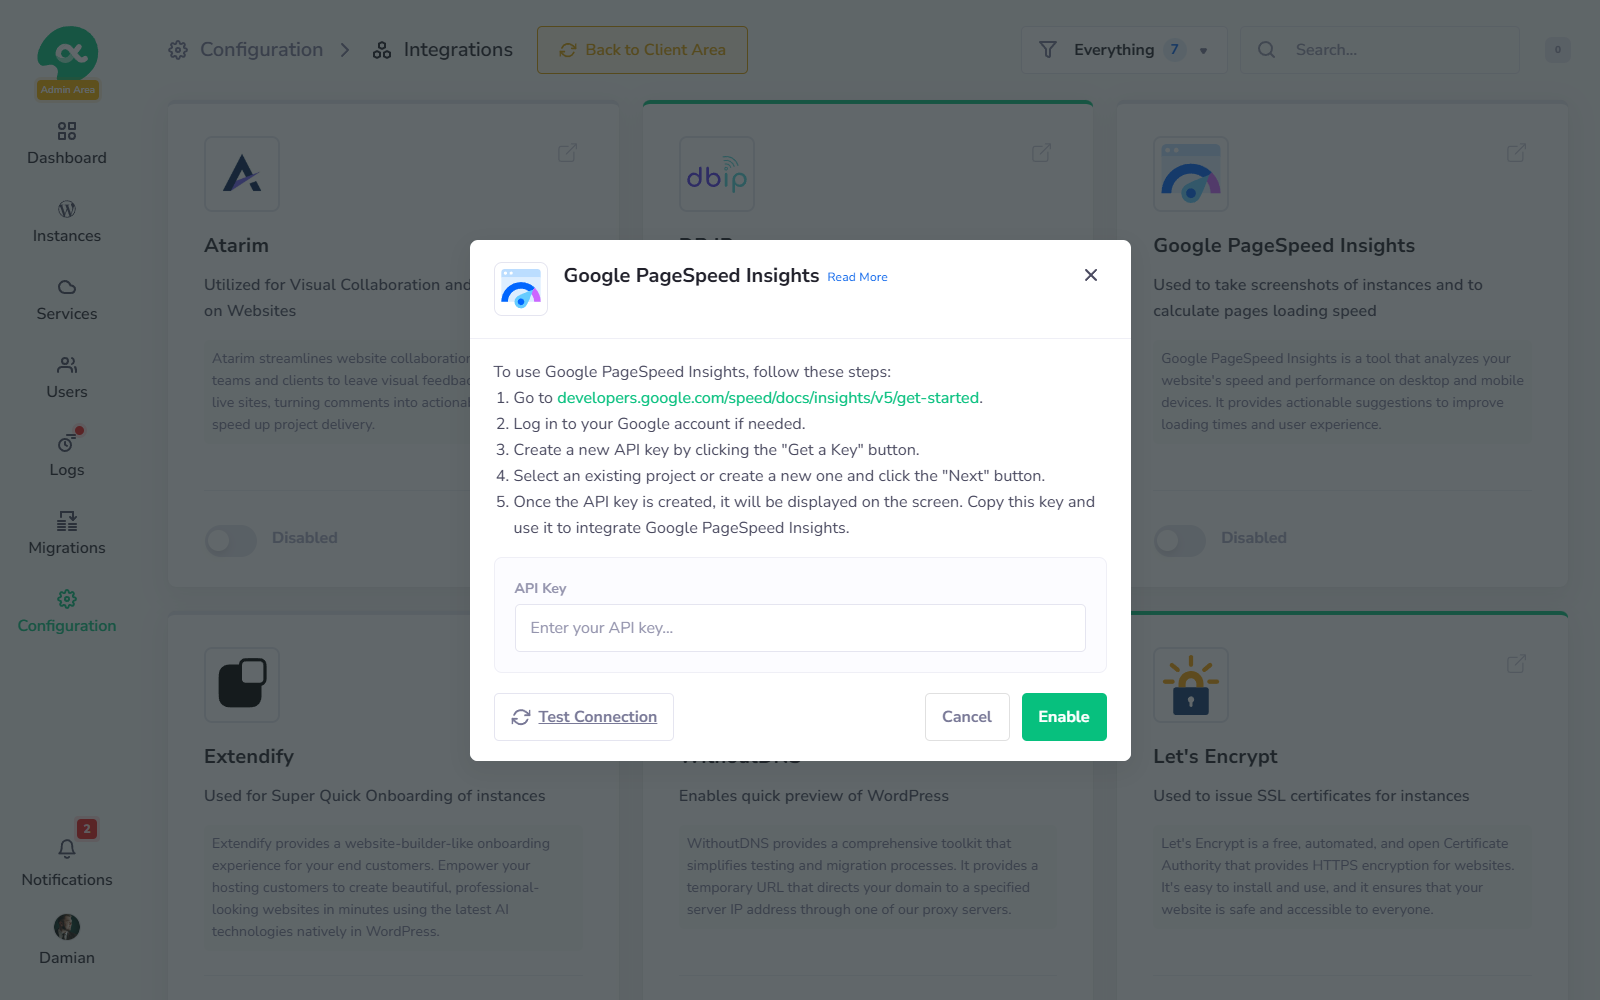 Configuration
Integrations
Back to Client Area
Everything 7
Search...
0
Admin Area
Dashboard
Instances
Services
Users
Logs
Migrations
Configuration
2
Notifications
Damian
Atarim
Utilized for Visual Collaboration and
on Websites
Atarim streamlines website collaboration
teams and clients to leave visual
live sites, turning comments into
speed up project delivery.
Disabled
dbip
Google PageSpeed Insights
Used to take screenshots of instances and to
calculate pages loading speed
Google PageSpeed Insights is a tool that analyzes your
website's speed and performance on desktop and mobile
devices. It provides actionable suggestions to improve
loading times and user experience.
Disabled
Google PageSpeed Insights Read More
To use Google PageSpeed Insights, follow these steps:
1. Go to developers.google.com/speed/docs/insights/v5/get-started.
2. Log in to your Google account if needed.
3. Create a new API key by clicking the "Get a Key" button.
4. Select an existing project or create a new one and click the "Next" button.
5. Once the API key is created, it will be displayed on the screen. Copy this key and
use it to integrate Google PageSpeed Insights.
API Key
Enter your API key...
Test Connection
Cancel
Enable
Extendify
Used for Super Quick Onboarding of instances
Extendify provides a website-builder-like onboarding
experience for your end customers. Empower your
hosting customers to create beautiful, professional-
looking websites in minutes using the latest AI
technologies natively in WordPress.
WithoutDNS
Enables quick preview of WordPress
WithoutDNS provides a comprehensive toolkit that
simplifies testing and migration processes. It provides a
temporary URL that directs your domain to a specified
server IP address through one of our proxy servers.
Let's Encrypt
Used to issue SSL certificates for instances
Let's Encrypt is a free, automated, and open Certificate
Authority that provides HTTPS encryption for websites.
It's easy to install and use, and it ensures that your
website is safe and accessible to everyone.